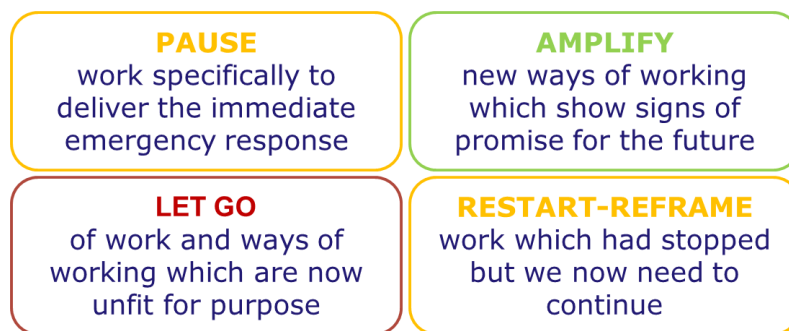 PAUSE
work specifically to
deliver the immediate
emergency response
AMPLIFY
new ways of working
which show signs of
promise for the future
LET GO
of work and ways of
working which are now
unfit for purpose
RESTART-REFRAME
work which had stopped
but we now need to
continue